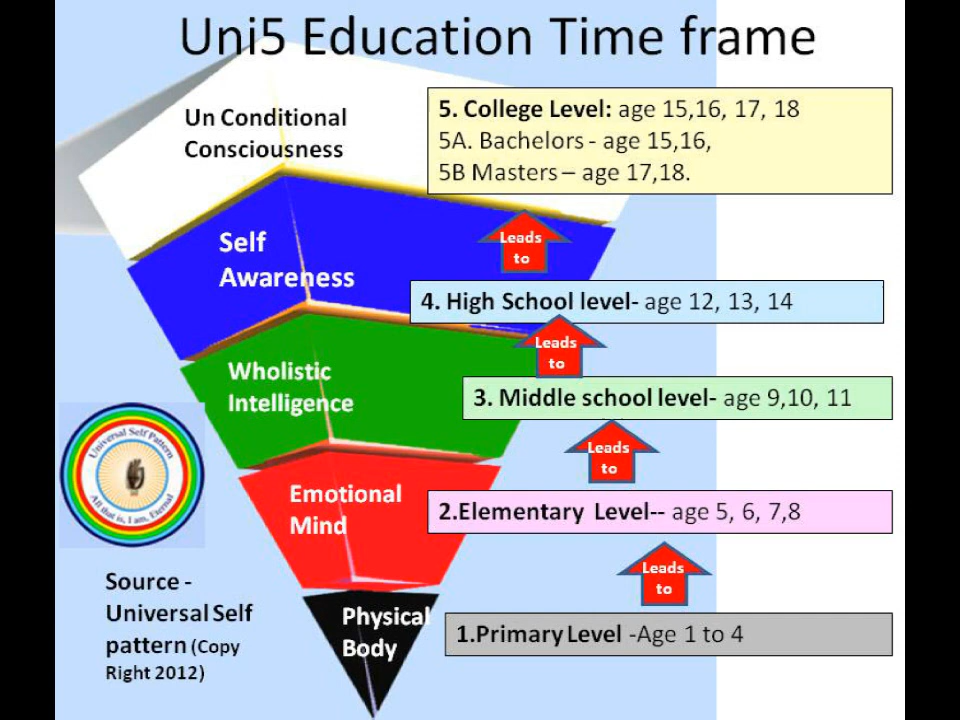 Uni5 Education Time frame
Un Conditional
Consciousness
5. College Level: age 15,16, 17, 18
5A. Bachelors - age 15,16,
5B Masters – age 17,18.
Self
Awareness
Leads
to
4. High School level- age 12, 13, 14
Wholistic
Intelligence
Leads
to
3. Middle school level- age 9,10, 11
Universal Self Pattern
All that is, I am, Eternal
Leads
to
Emotional
Mind
2.Elementary Level-- age 5, 6, 7,8
Leads
to
Source -
Universal Self
pattern (Copy
Right 2012)
Physical
Body
1.Primary Level -Age 1 to 4